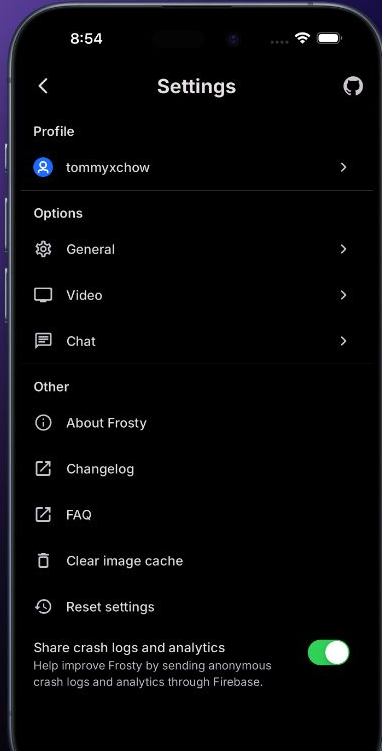 8:54
Settings
Profile
tommyxchow
Options
General
Video
Chat
Other
About Frosty
Changelog
FAQ
Clear image cache
Reset settings
Share crash logs and analytics
Help improve Frosty by sending anonymous
crash logs and analytics through Firebase.